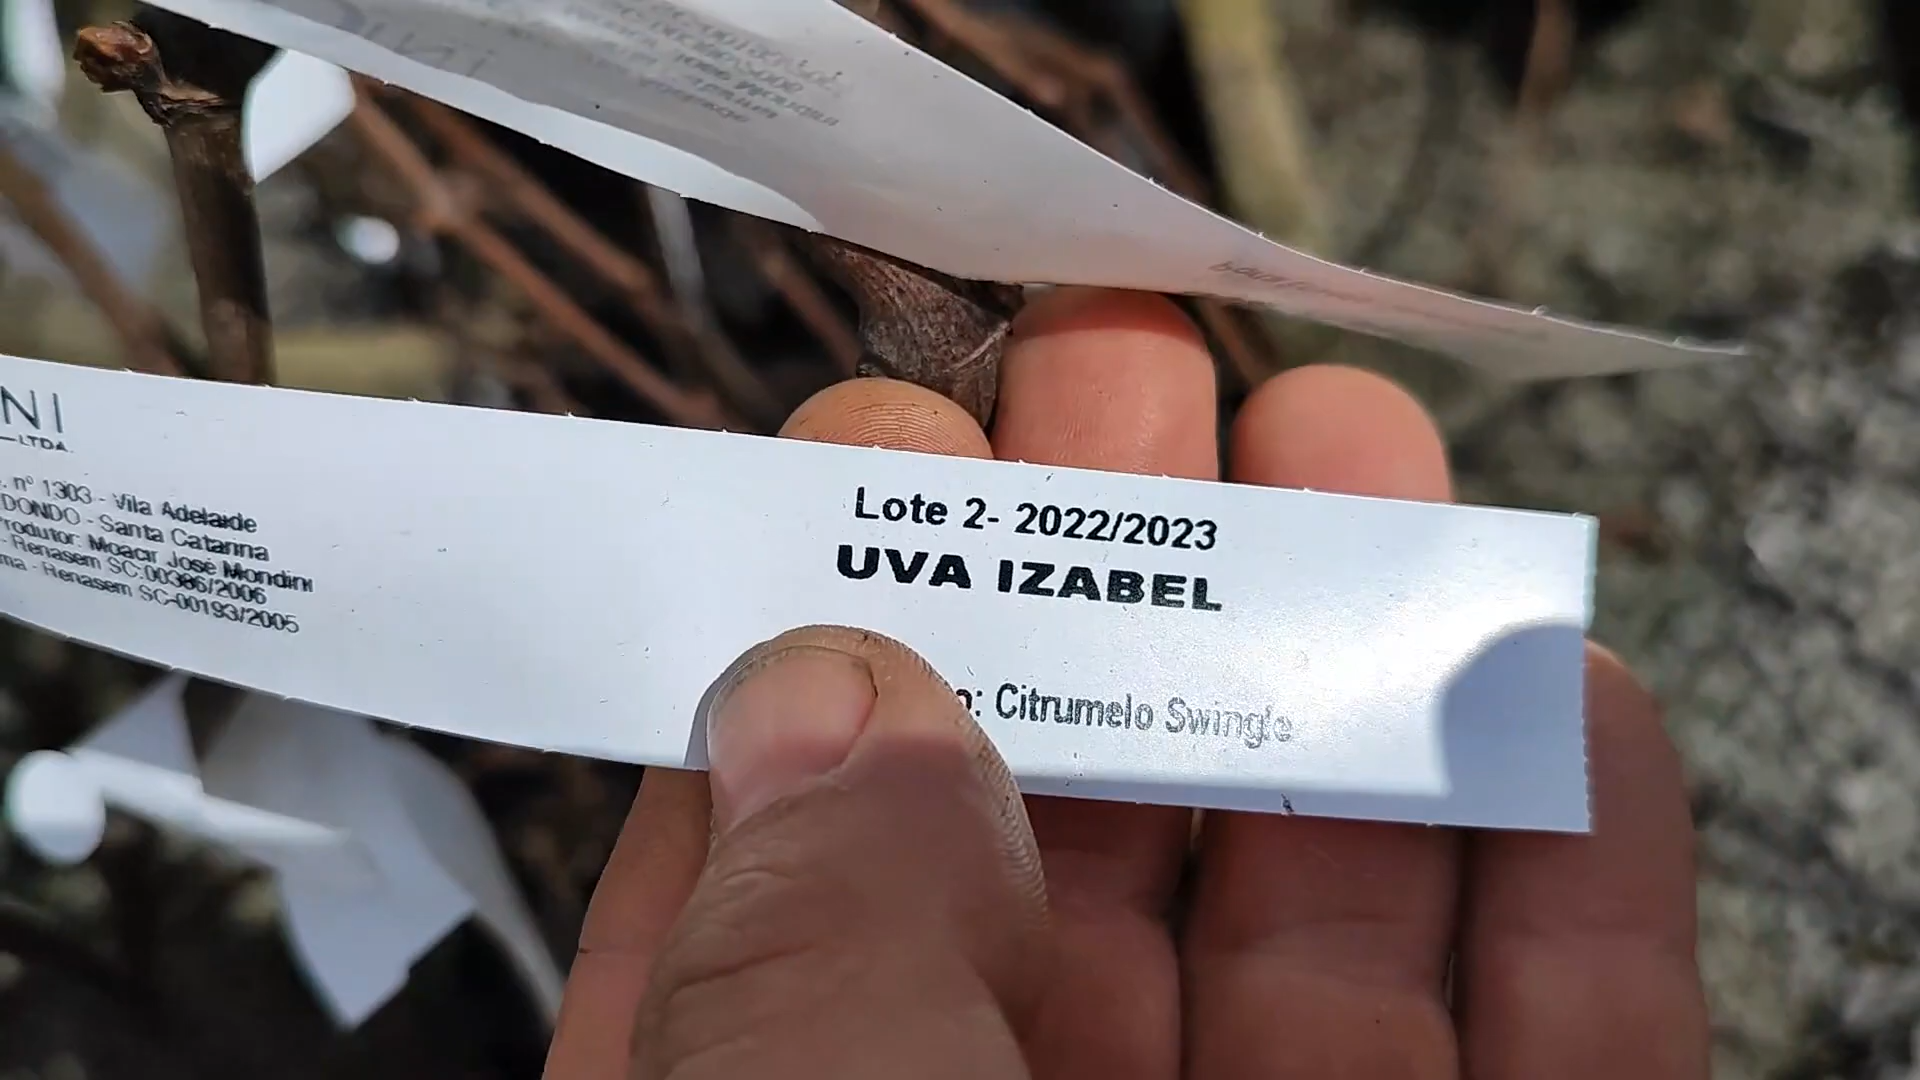 NI
LTDA.
nº 1303 - Vila Adelaide
DONDO - Santa Catarina
rodutor: Moacir José Mondini
- Renasem SC.00386/2006
ma - Renasem SC-00193/2005
Lote 2- 2022/2023
UVA IZABEL
o: Citrumelo Swingle